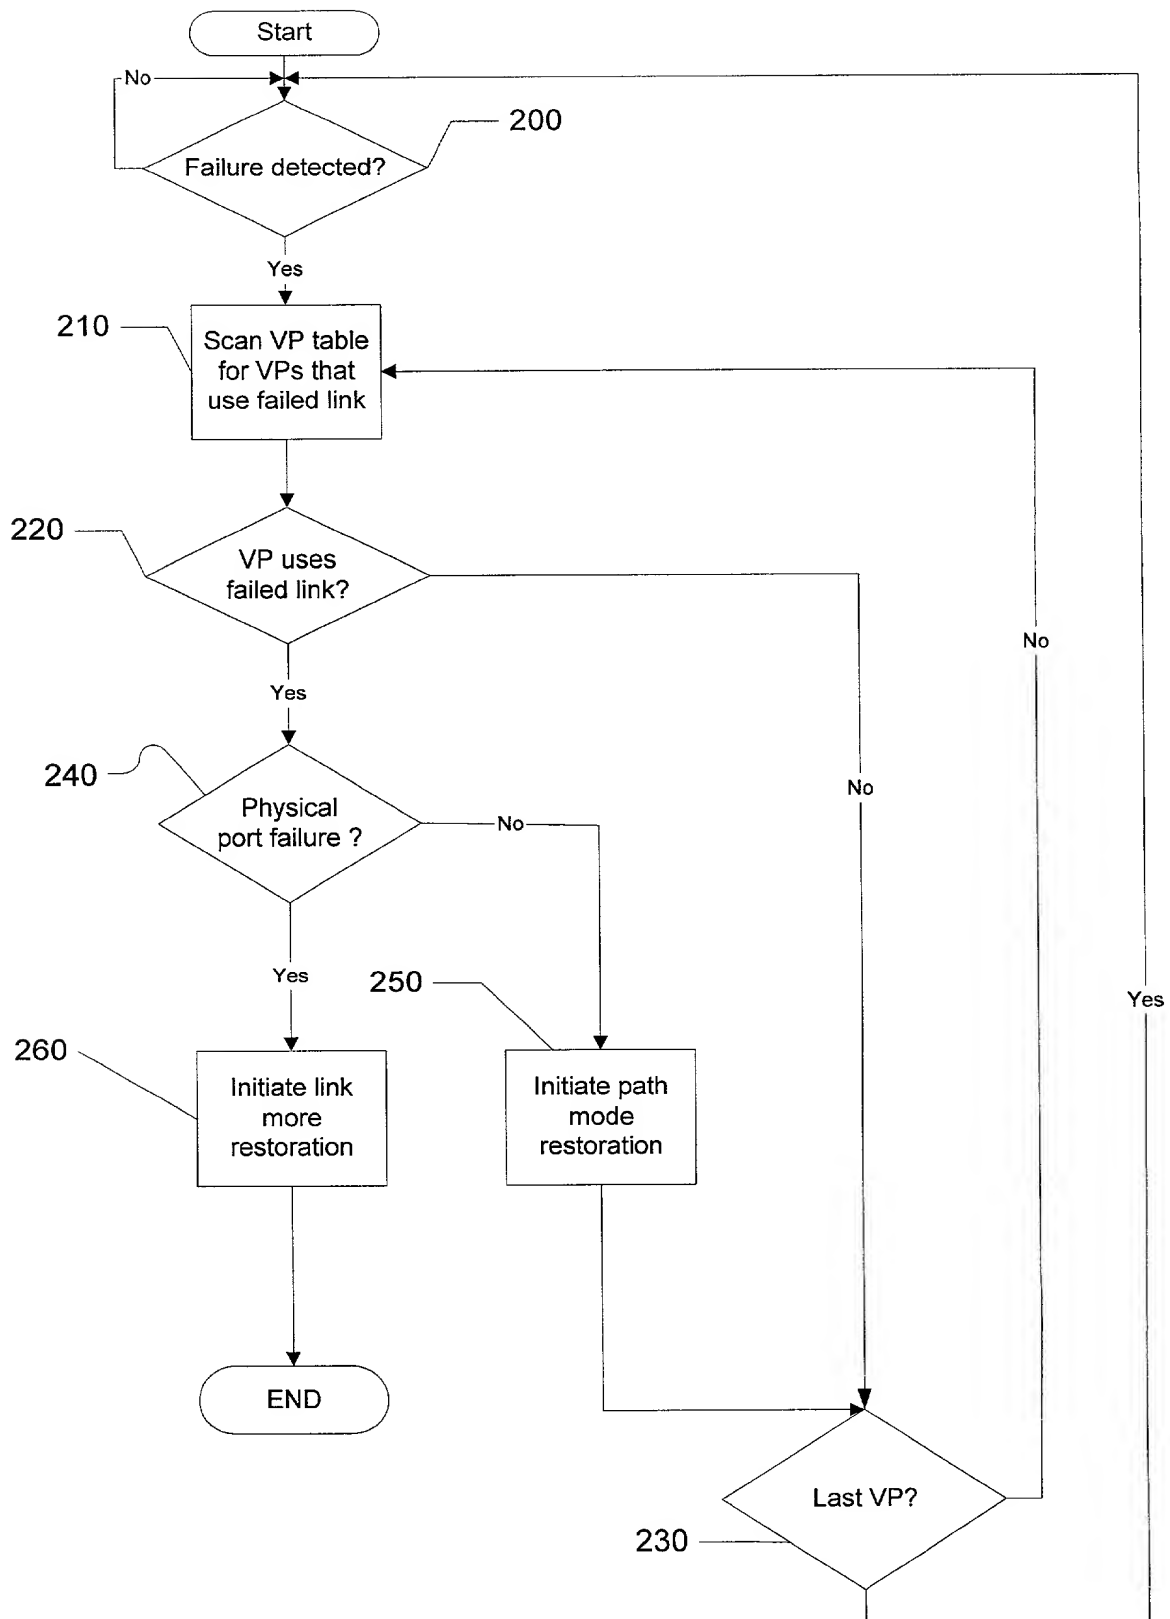 Start
No
200
Failure detected?
Yes
210
Scan VP table
for VPs that
use failed link
220
VP uses
failed link?
No
Yes
240
Physical
port failure ?
No
No
Yes
250
Yes
260
Initiate link
more
restoration
Initiate path
mode
restoration
END
Last VP?
230